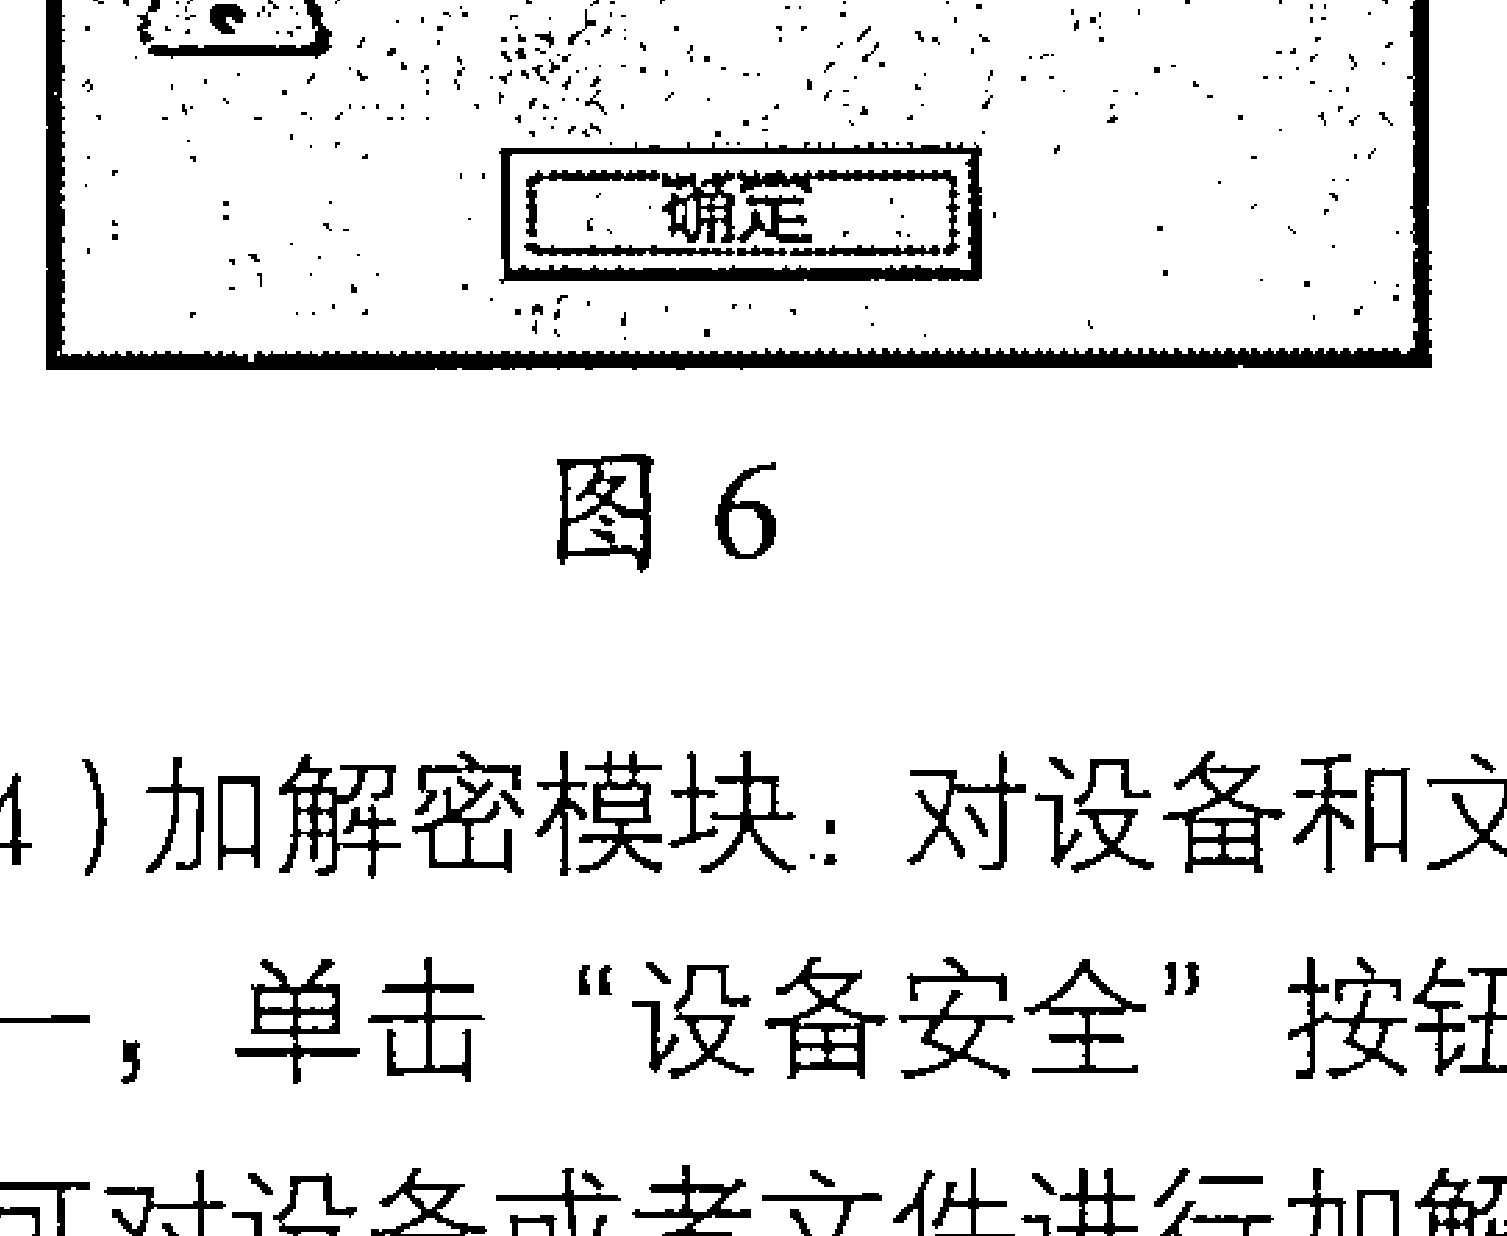 确定
图 6
4）加解密模块：对设备和文
一，单击“设备安全”按钮
可对设备或者文件进行加解